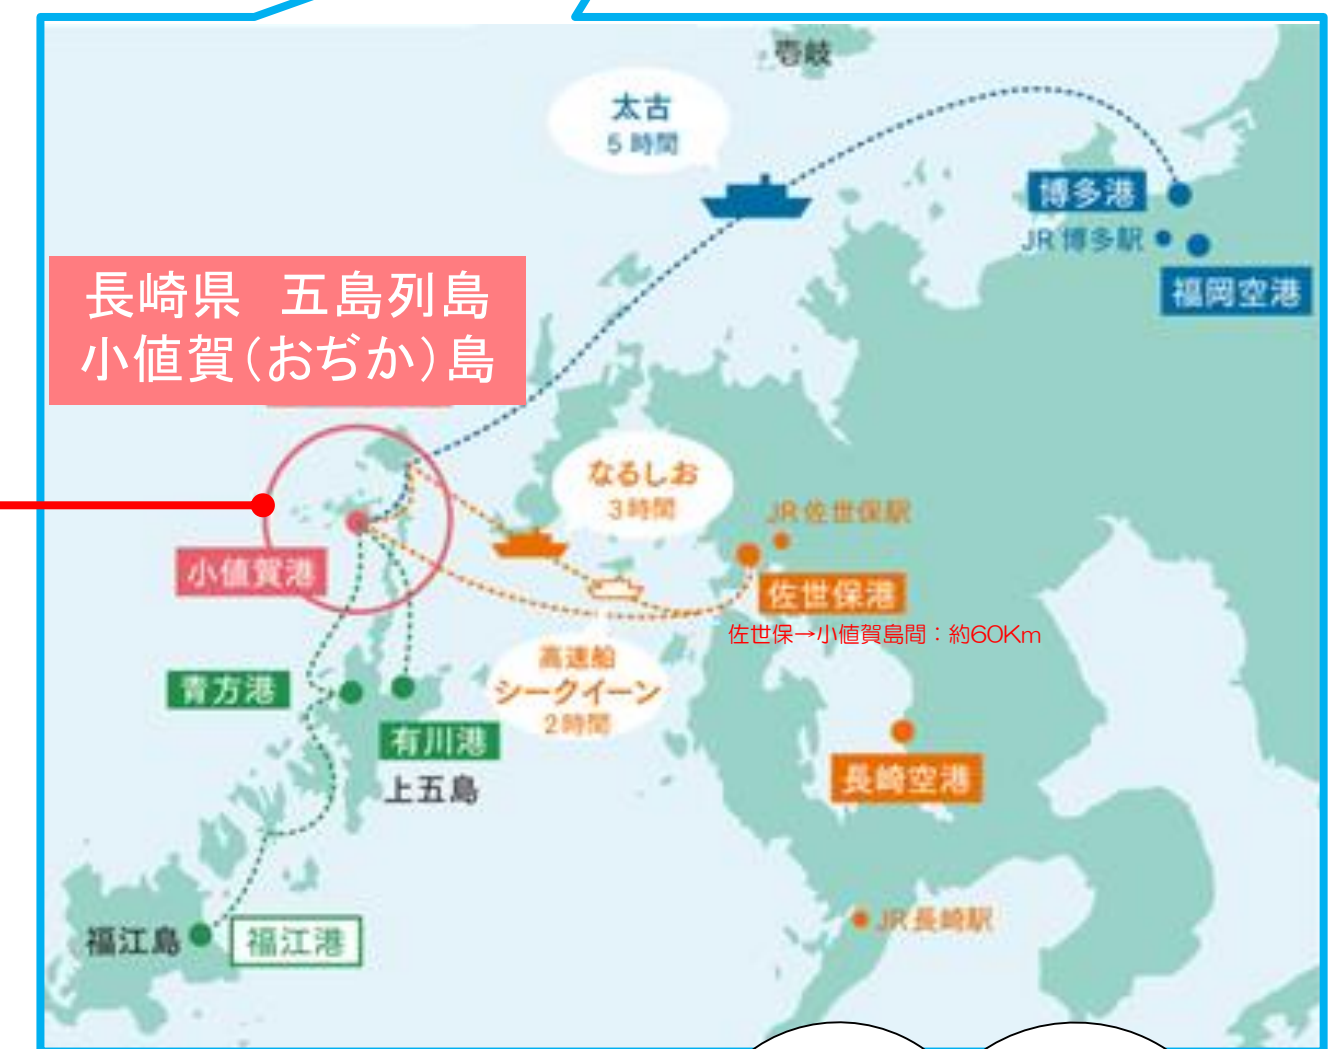 壱岐
太古
5時間
博多港
JR博多駅
福岡空港
長崎県　五島列島
小値賀（おぢか）島
なるしお
3時間
JR佐世保駅
小値賀港
佐世保港
佐世保→小値賀島間：約60Km
高速船
シークイーン
2時間
青方港
有川港
上五島
長崎空港
JR長崎駅
福江島
福江港